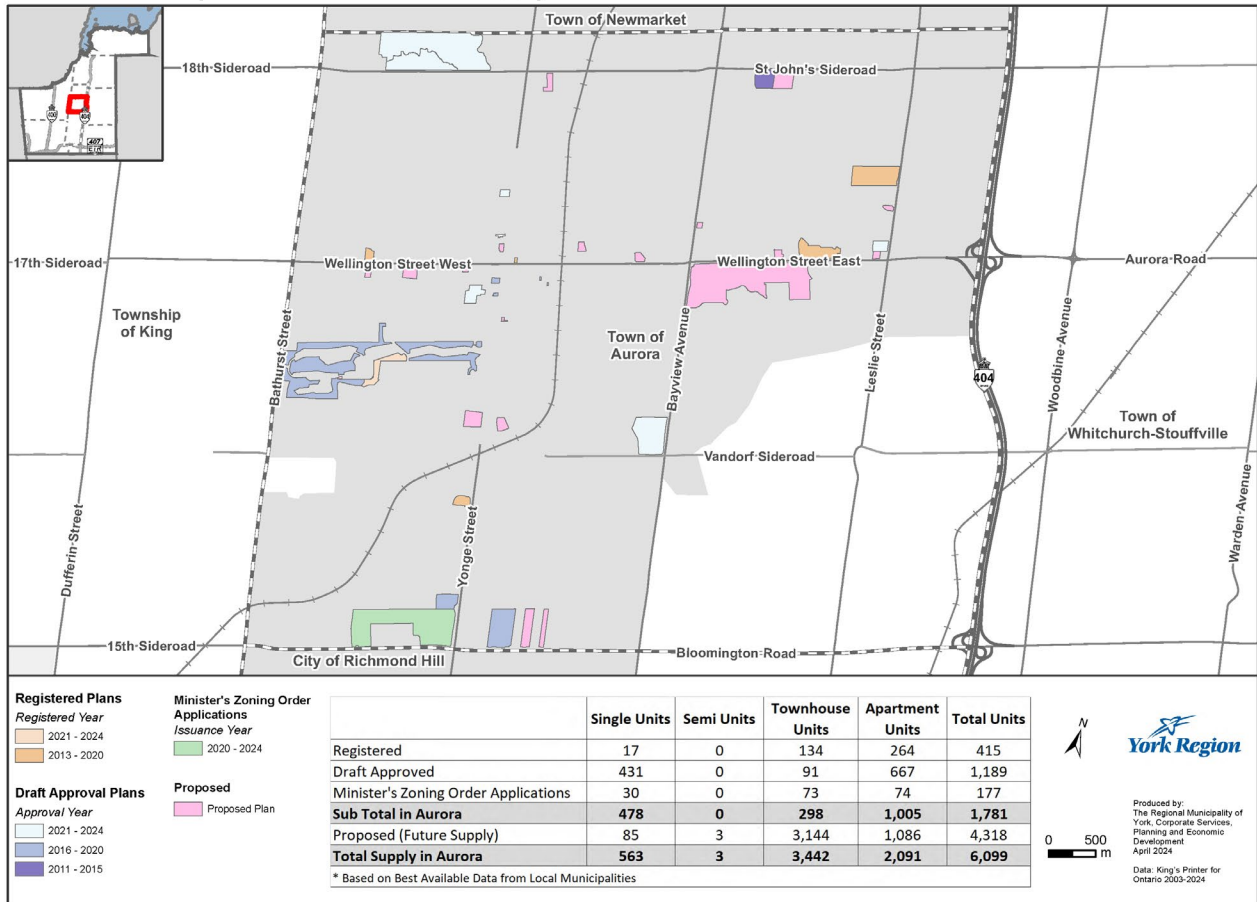 Town of Newmarket
18th Sideroad
St John's Sideroad
400
404
407
ETR
17th Sideroad
Wellington Street West
Wellington Street East
Aurora Road
Township
of King
Town of
Aurora
Bathurst Street
Bayview Avenue
Leslie Street
404
Woodbine Avenue
Town of
Whitchurch-Stouffville
Vandorf Sideroad
Dufferin Street
Yonge Street
Warden Avenue
15th Sideroad
City of Richmond Hill
Bloomington Road
Registered Plans
Registered Year
2021 - 2024
2013 - 2020
Draft Approval Plans
Approval Year
2021 - 2024
2016 - 2020
2011 - 2015
Minister's Zoning Order
Applications
Issuance Year
2020 - 2024
Proposed
Proposed Plan
Single Units Semi Units Townhouse Units Apartment Units Total Units
Registered 17 0 134 264 415
Draft Approved 431 0 91 667 1,189
Minister's Zoning Order Applications 30 0 73 74 177
Sub Total in Aurora 478 0 298 1,005 1,781
Proposed (Future Supply) 85 3 3,144 1,086 4,318
Total Supply in Aurora 563 3 3,442 2,091 6,099
* Based on Best Available Data from Local Municipalities
N
0 500
m
York Region
Produced by:
The Regional Municipality of
York, Corporate Services,
Planning and Economic
Development
April 2024
Data: King's Printer for
Ontario 2003-2024